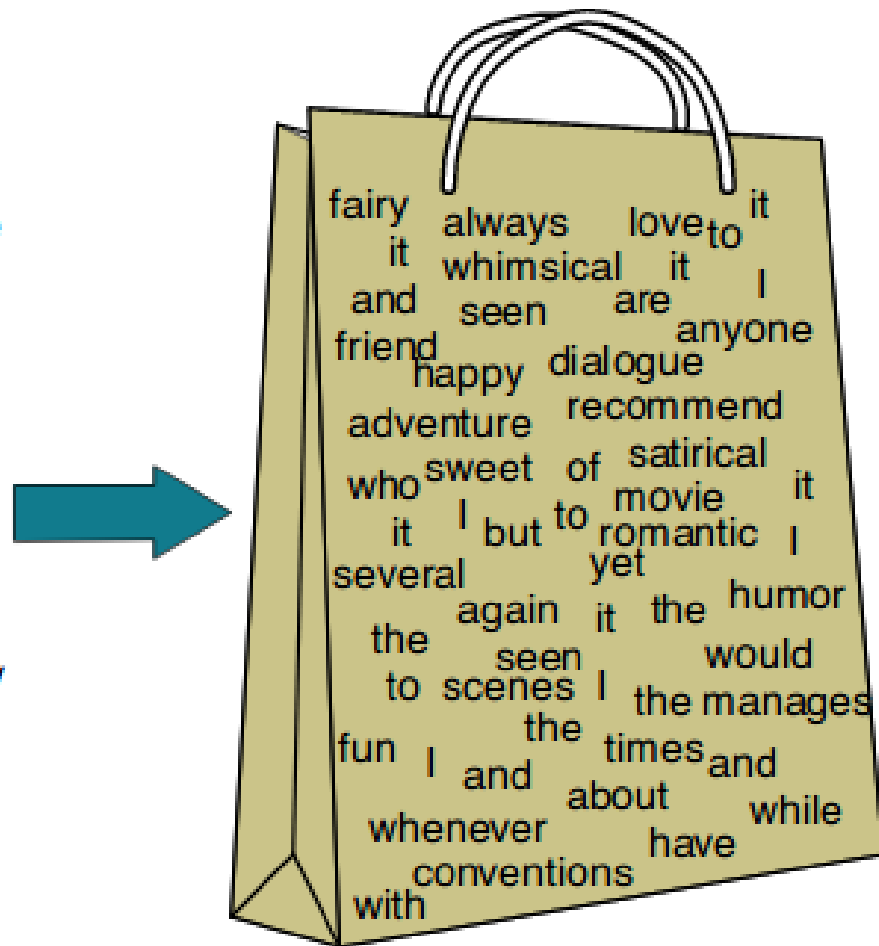 fairy always love to it
it whimsical it I
and seen are anyone
friend happy dialogue
adventure recommend
who sweet of satirical it
it I but to movie romantic I
several yet
again it the humor
the seen would
to scenes I the manages
fun I and the times and
about while
whenever have
conventions
with